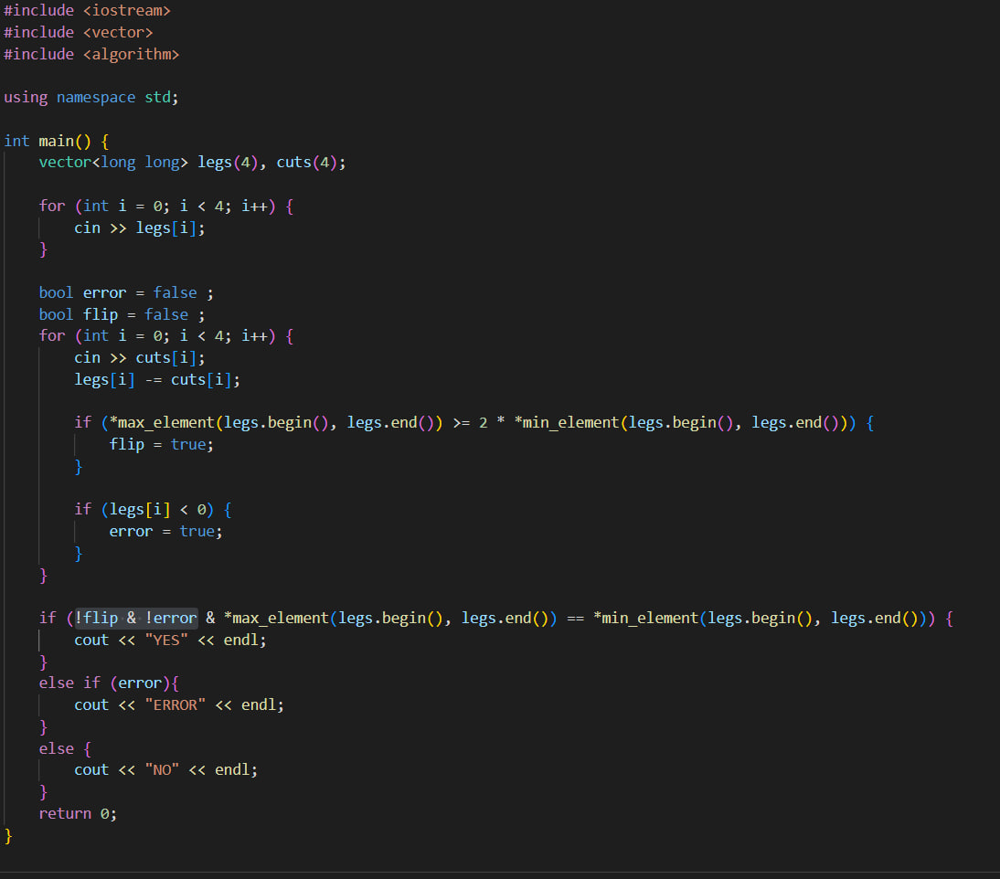 #include <iostream>
#include <vector>
#include <algorithm>
using namespace std;
int main() {
vector<long long> legs(4), cuts(4);
for (int i = 0; i < 4; i++) {
cin >> legs[i];
}
bool error = false ;
bool flip = false ;
for (int i = 0; i < 4; i++) {
cin >> cuts[i];
legs[i] -= cuts[i];
if (*max_element(legs.begin(), legs.end()) >= 2 * *min_element(legs.begin(), legs.end())) {
flip = true;
}
if (legs[i] < 0) {
error = true;
}
}
if (!flip & !error & *max_element(legs.begin(), legs.end()) == *min_element(legs.begin(), legs.end())) {
cout << "YES" << endl;
}
else if (error){
cout << "ERROR" << endl;
}
else {
cout << "NO" << endl;
}
return 0;
}